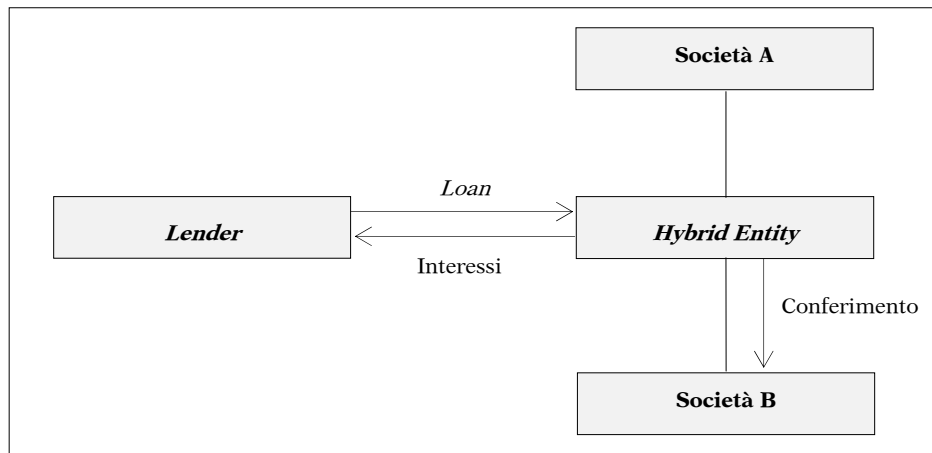 Società A
Loan
Lender
Hybrid Entity
Interessi
Conferimento
Società B